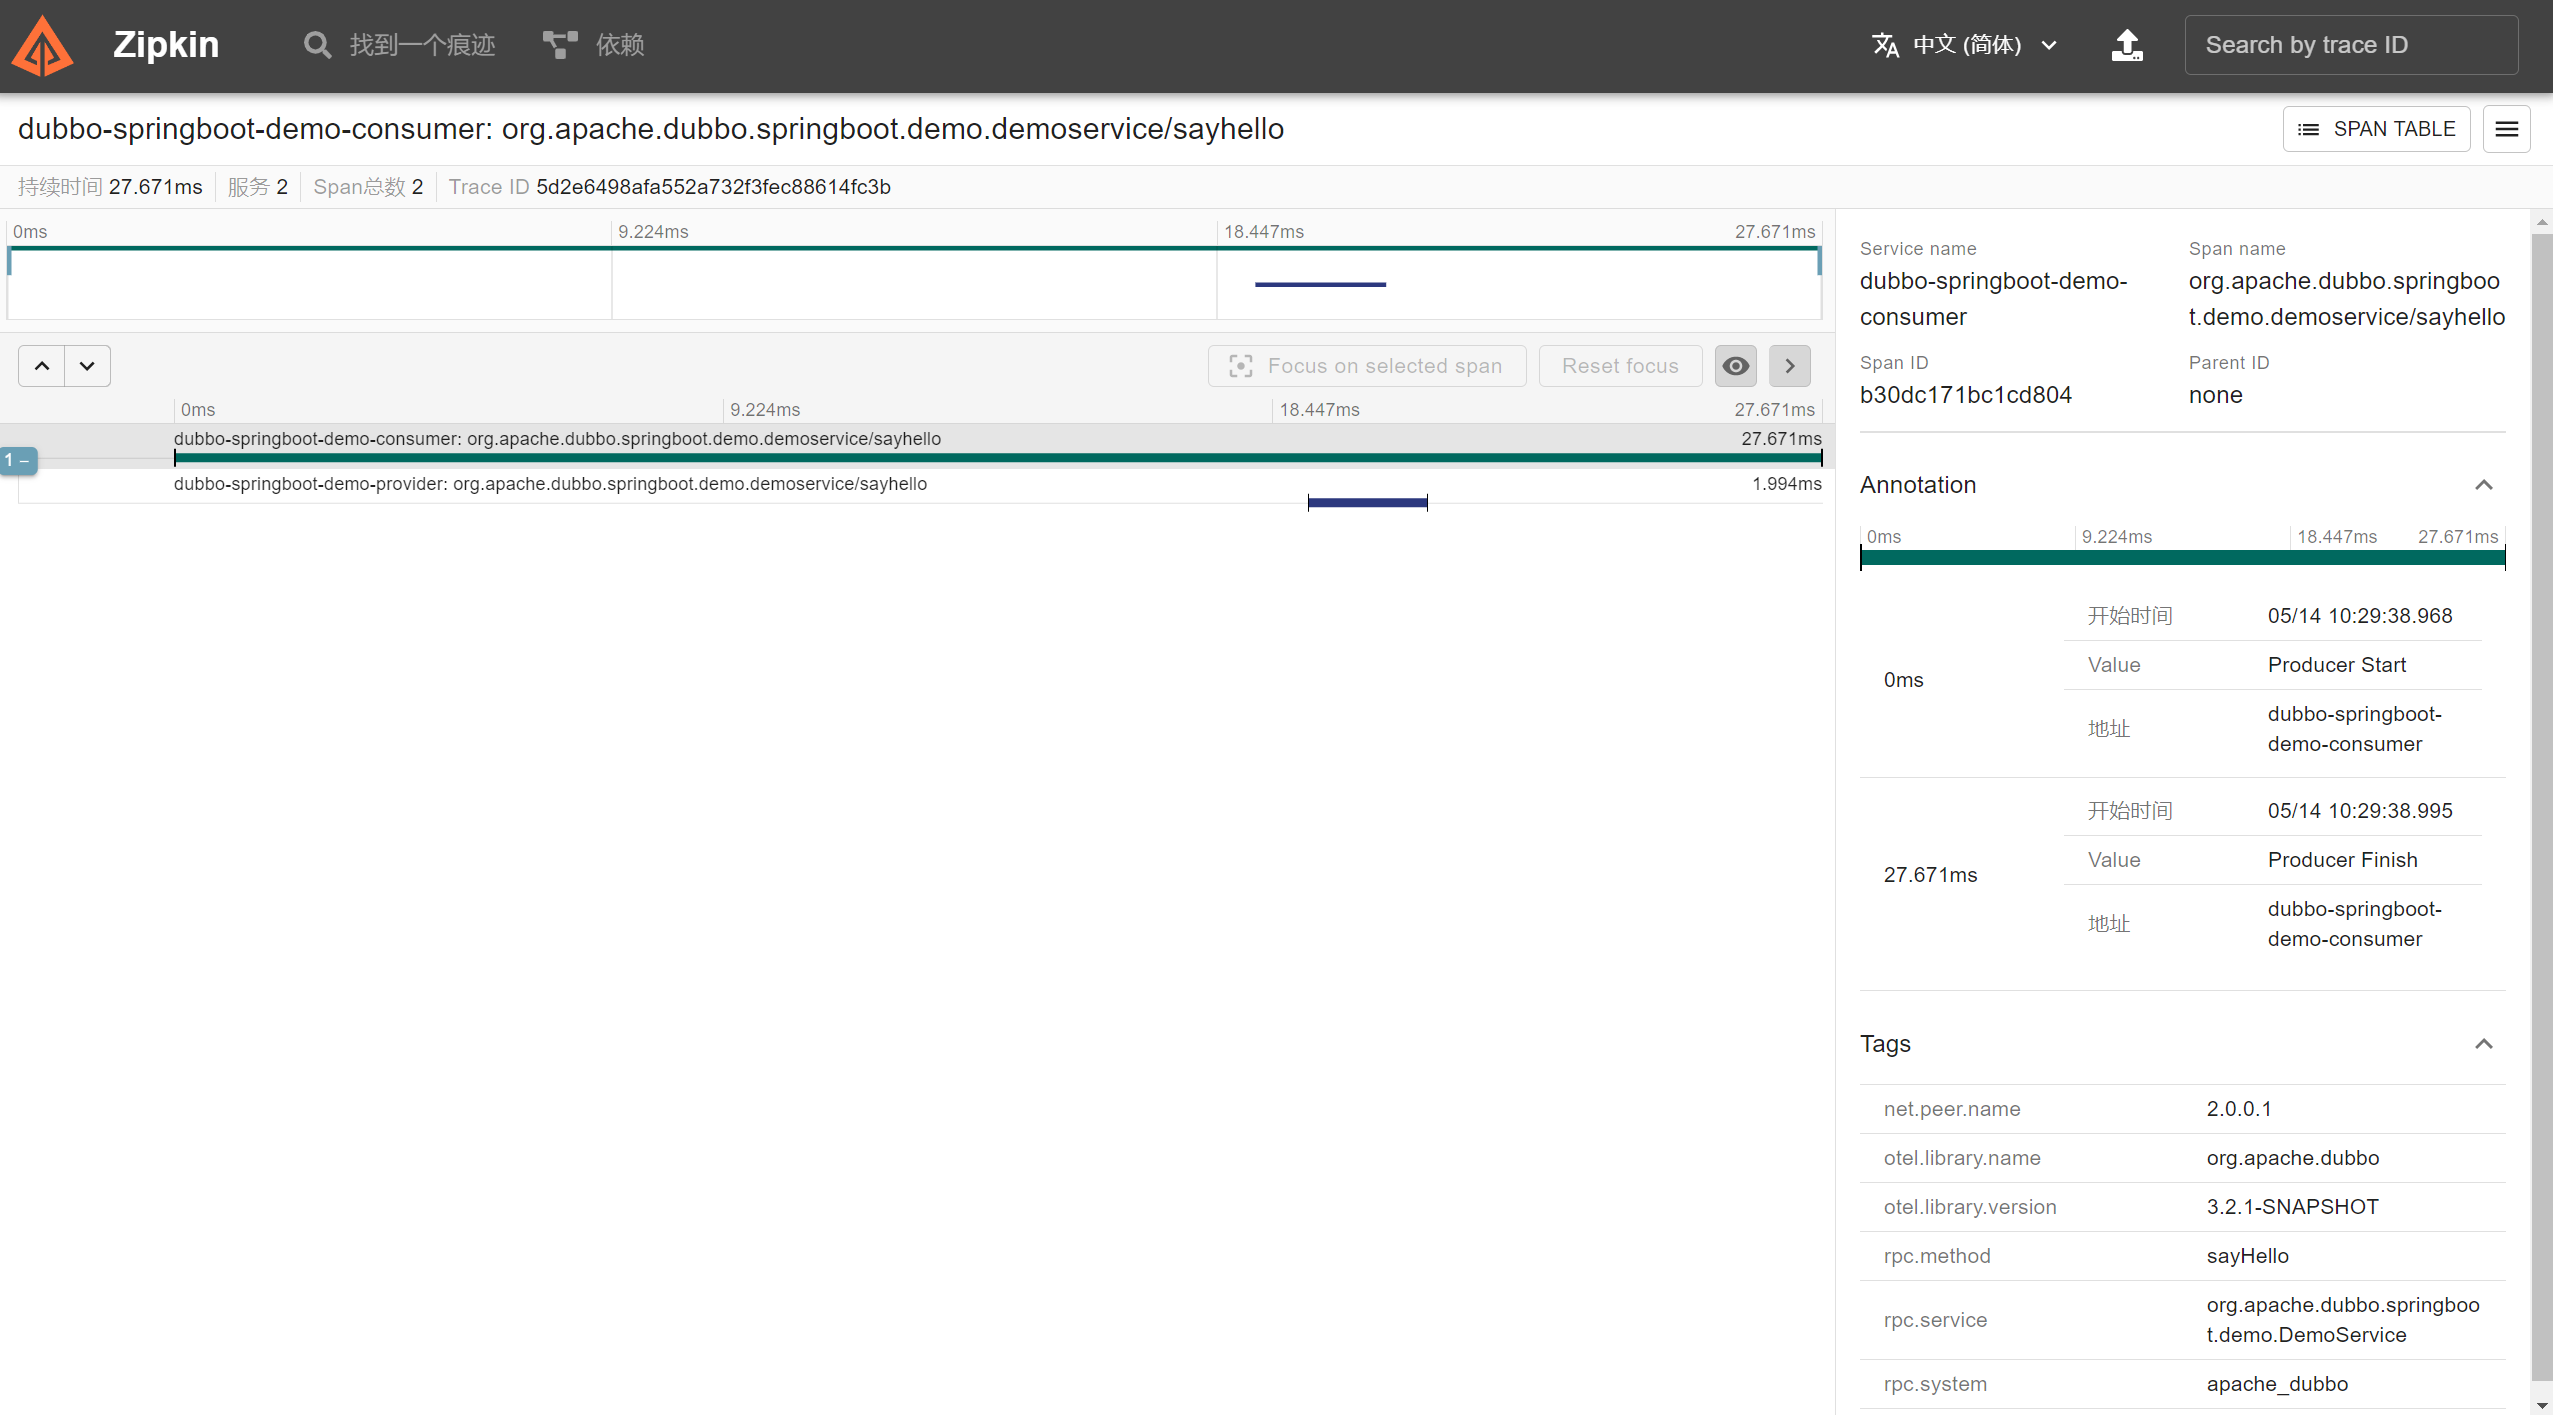 Zipkin
找到一个痕迹
依赖
中文 (简体)
Search by trace ID
dubbo-springboot-demo-consumer: org.apache.dubbo.springboot.demo.demoservice/sayhello
SPAN TABLE
持续时间 27.671ms
服务 2
Span总数 2
Trace ID 5d2e6498afa552a732f3fec88614fc3b
0ms
9.224ms
18.447ms
27.671ms
Focus on selected span
Reset focus
0ms
9.224ms
18.447ms
27.671ms
dubbo-springboot-demo-consumer: org.apache.dubbo.springboot.demo.demoservice/sayhello
27.671ms
1 –
dubbo-springboot-demo-provider: org.apache.dubbo.springboot.demo.demoservice/sayhello
1.994ms
Service name
dubbo-springboot-demo-
consumer
Span name
org.apache.dubbo.springboo
t.demo.demoservice/sayhello
Span ID
b30dc171bc1cd804
Parent ID
none
Annotation
0ms
9.224ms
18.447ms
27.671ms
0ms
开始时间
05/14 10:29:38.968
Value
Producer Start
地址
dubbo-springboot-
demo-consumer
27.671ms
开始时间
05/14 10:29:38.995
Value
Producer Finish
地址
dubbo-springboot-
demo-consumer
Tags
net.peer.name
2.0.0.1
otel.library.name
org.apache.dubbo
otel.library.version
3.2.1-SNAPSHOT
rpc.method
sayHello
rpc.service
org.apache.dubbo.springboo
t.demo.DemoService
rpc.system
apache_dubbo